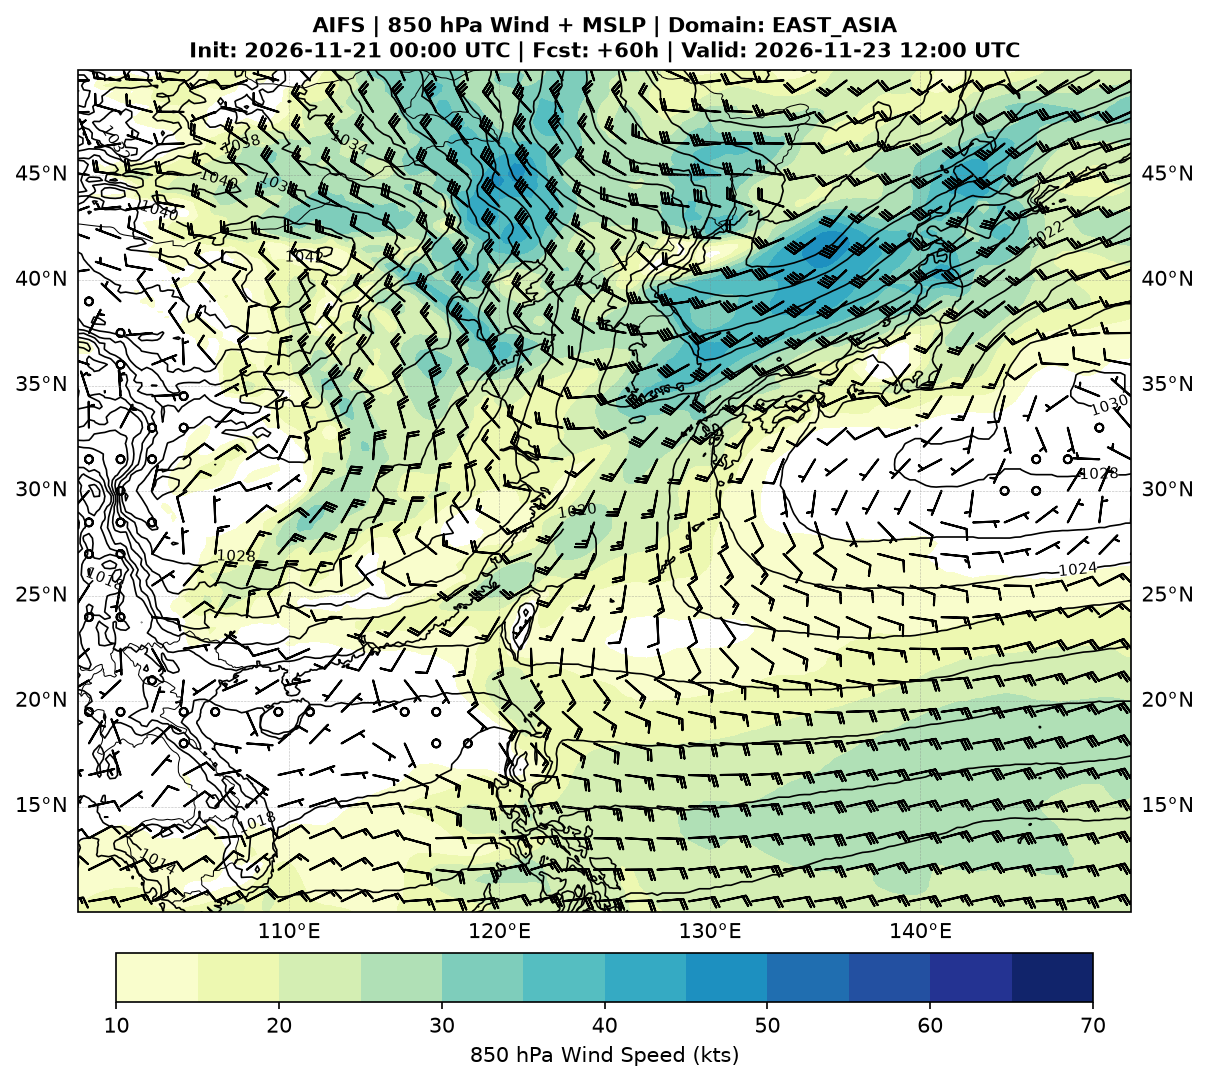 AIFS | 850 hPa Wind + MSLP | Domain: EAST_ASIA
Init: 2026-11-21 00:00 UTC | Fcst: +60h | Valid: 2026-11-23 12:00 UTC
1038
1034
45°N
1040
45°N
1040
1022
1042
40°N
40°N
35°N
35°N
1030
1028
30°N
30°N
1020
1028
1024
1018
25°N
25°N
20°N
20°N
15°N
15°N
1018
110°E
120°E
130°E
140°E
10
20
30
40
50
60
70
850 hPa Wind Speed (kts)